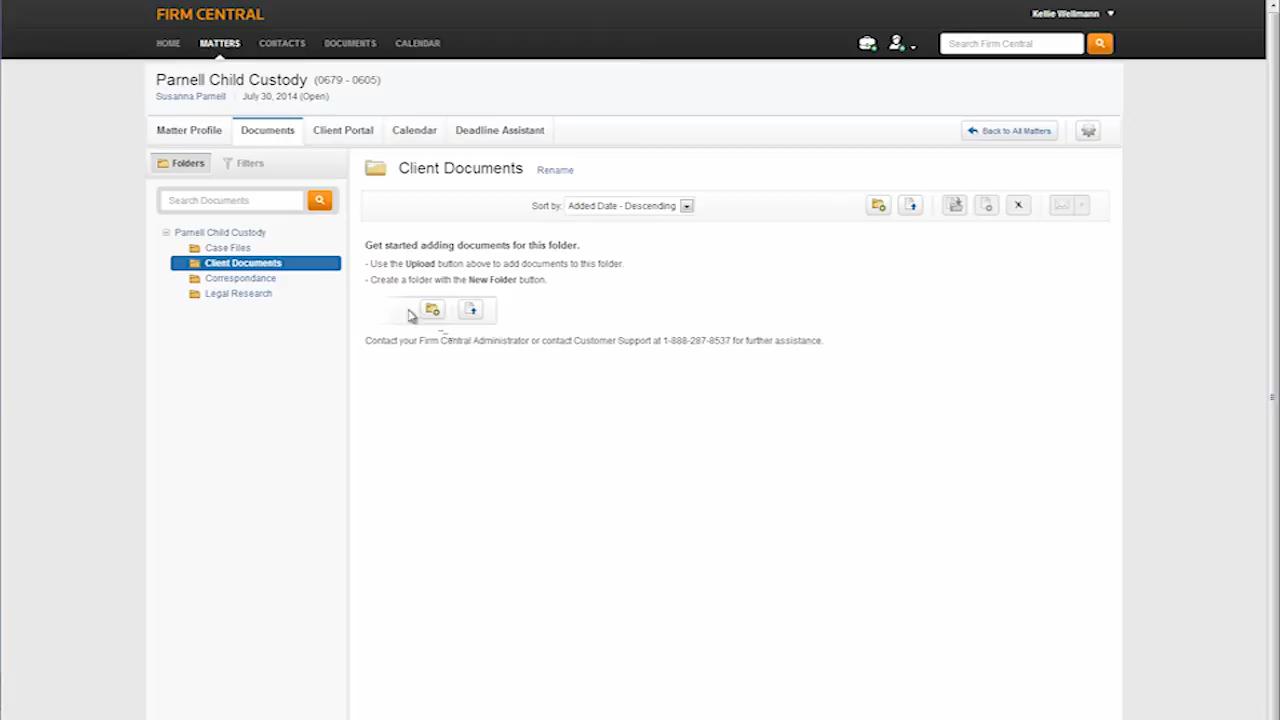 FIRM CENTRAL
Kellie Wellmann
HOME MATTERS CONTACTS DOCUMENTS CALENDAR
Search Firm Central
Parnell Child Custody (0679 - 0605)
Susanna Parnell July 30, 2014 (Open)
Matter Profile Documents Client Portal Calendar Deadline Assistant Back to All Matters
Folders Filters
Client Documents Rename
Search Documents
Sort by: Added Date - Descending
Parnell Child Custody
Case Files
Client Documents
Correspondance
Legal Research
Get started adding documents for this folder.
- Use the Upload button above to add documents to this folder.
- Create a folder with the New Folder button.
Contact your Firm Central Administrator or contact Customer Support at 1-888-287-8537 for further assistance.